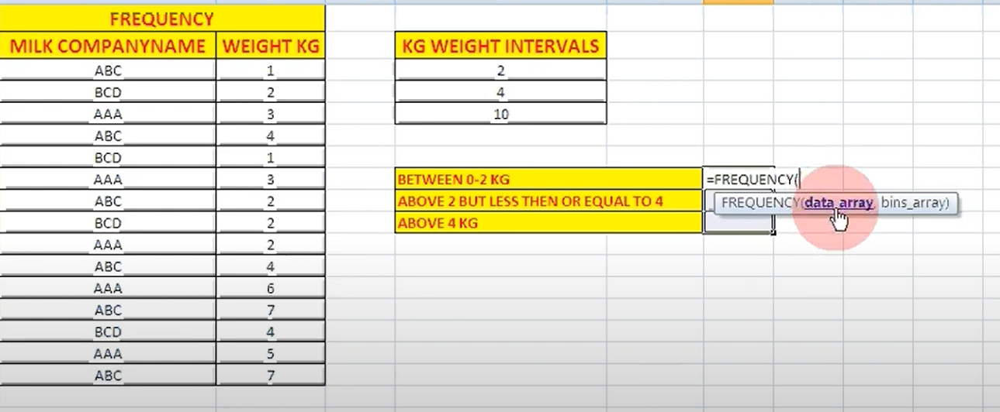 FREQUENCY
MILK COMPANYNAME WEIGHT KG
ABC 1
BCD 2
AAA 3
ABC 4
BCD 1
AAA 3
ABC 2
BCD 2
AAA 2
ABC 4
AAA 6
ABC 7
BCD 4
AAA 5
ABC 7
KG WEIGHT INTERVALS
2
4
10
BETWEEN 0-2 KG =FREQUENCY(
ABOVE 2 BUT LESS THEN OR EQUAL TO 4
ABOVE 4 KG
FREQUENCY(data_array, bins_array)